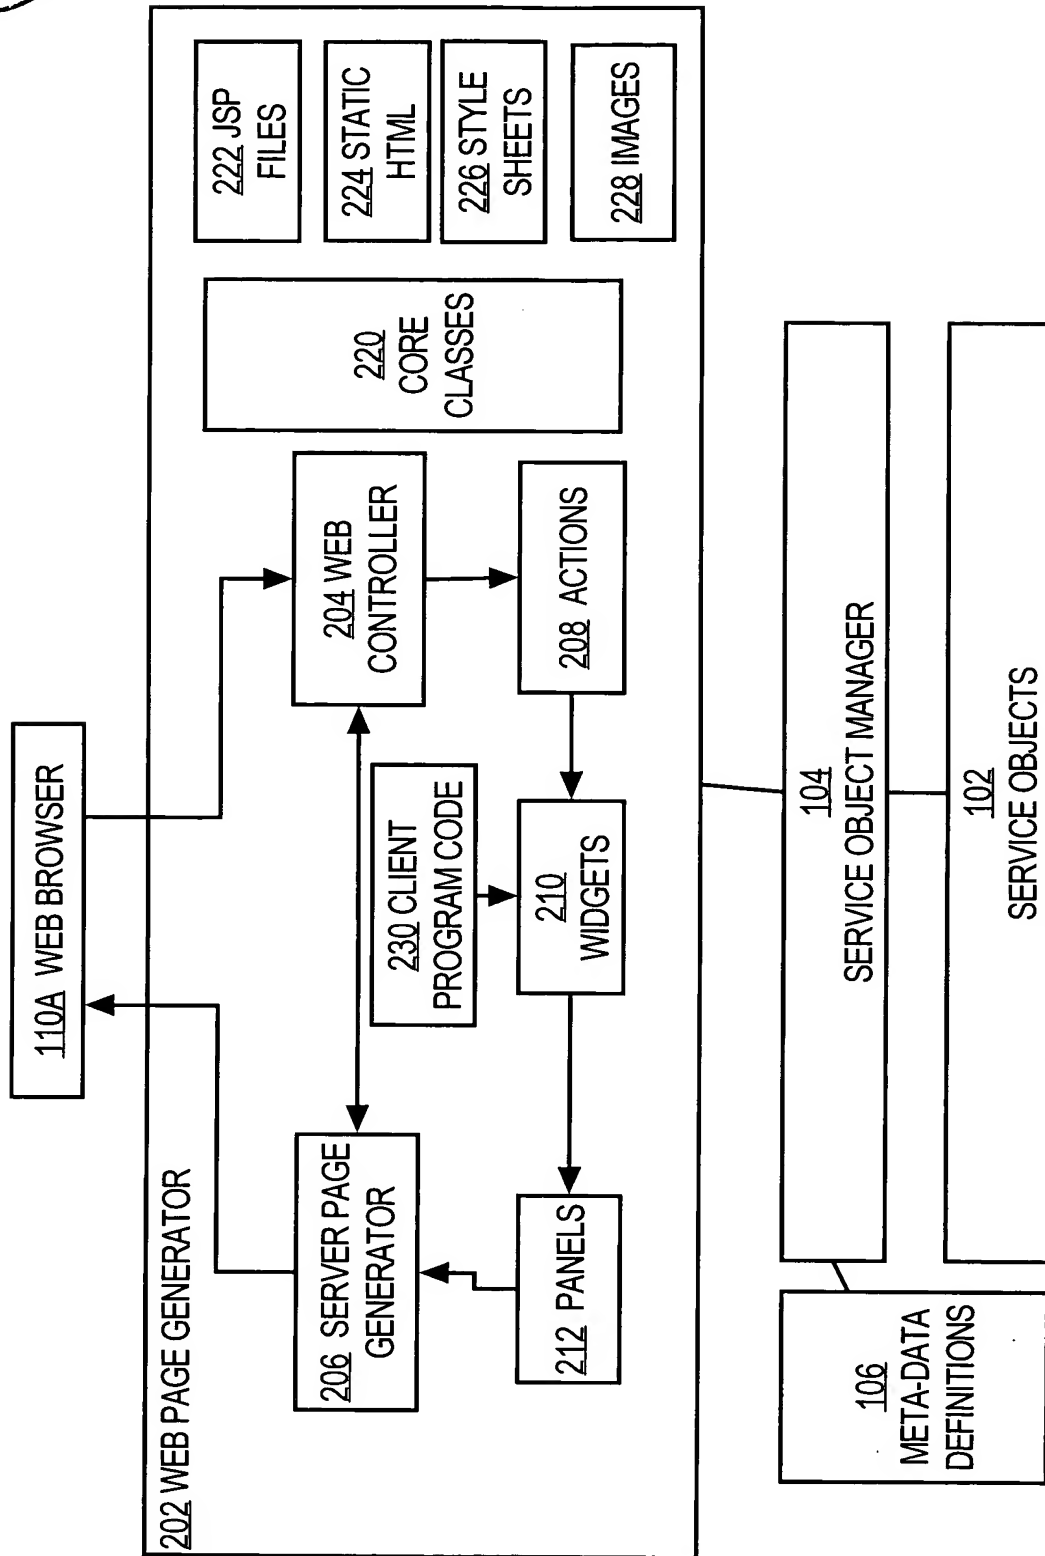 110A WEB BROWSER
202 WEB PAGE GENERATOR
206 SERVER PAGE
GENERATOR
204 WEB
CONTROLLER
230 CLIENT
PROGRAM CODE
212 PANELS
210
WIDGETS
208 ACTIONS
220
CORE
CLASSES
222 JSP
FILES
224 STATIC
HTML
226 STYLE
SHEETS
228 IMAGES
106
META-DATA
DEFINITIONS
104
SERVICE OBJECT MANAGER
102
SERVICE OBJECTS